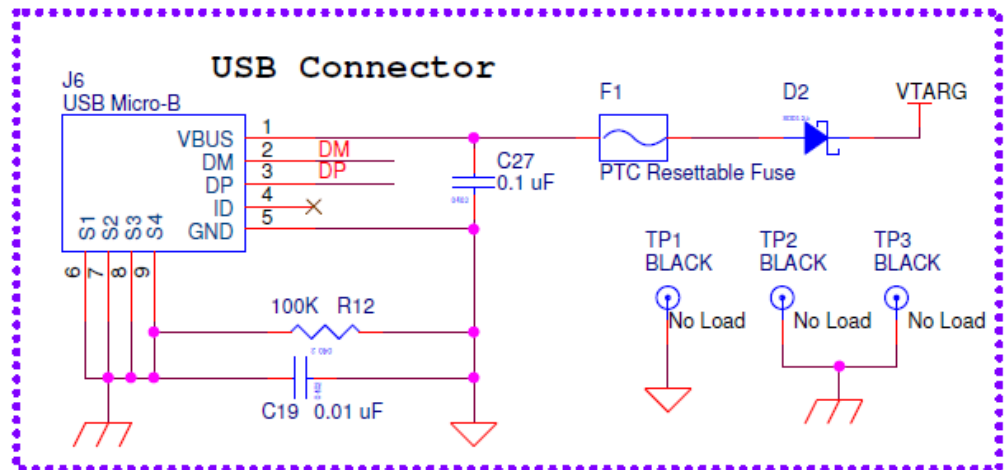 USB Connector
J6
USB Micro-B
VBUS 1
DM 2 DM
DP 3 DP
ID 4
GND 5
S1 S2 S3 S4
6 7 8 9
C27
0.1 uF
0402
F1
PTC Resettable Fuse
D2
VTARG
100K R12
C19 0.01 uF
0402
TP1
BLACK
No Load
TP2
BLACK
No Load
TP3
BLACK
No Load